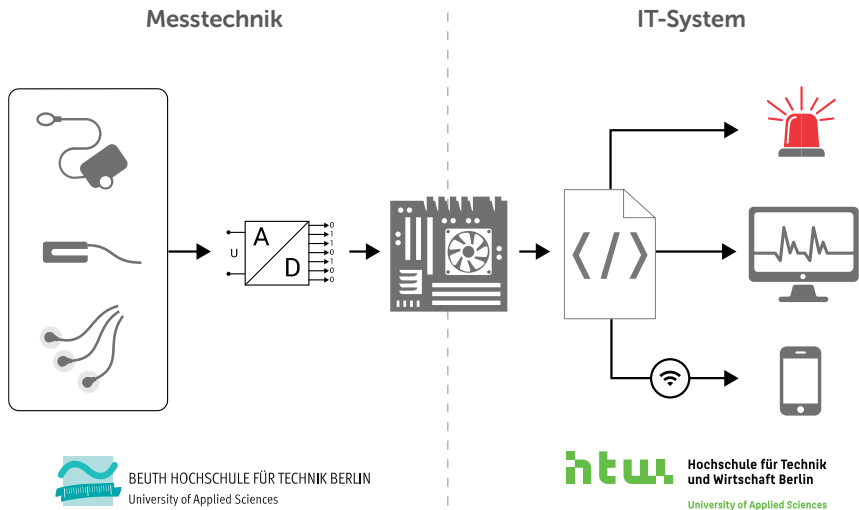 Messtechnik
IT-System
U
A
D
0
1
1
0
1
0
0
</>
BEUTH HOCHSCHULE FÜR TECHNIK BERLIN
University of Applied Sciences
htw.
Hochschule für Technik
und Wirtschaft Berlin
University of Applied Sciences